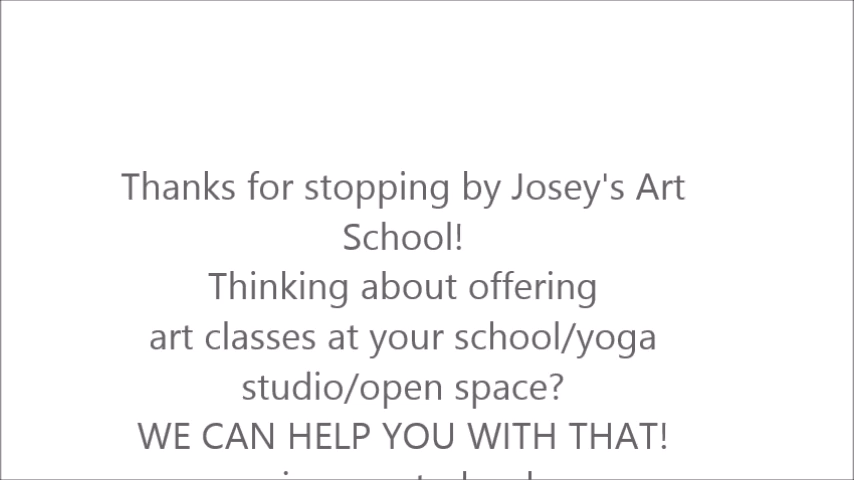 Thanks for stopping by Josey's Art
School!
Thinking about offering
art classes at your school/yoga
studio/open space?
WE CAN HELP YOU WITH THAT!